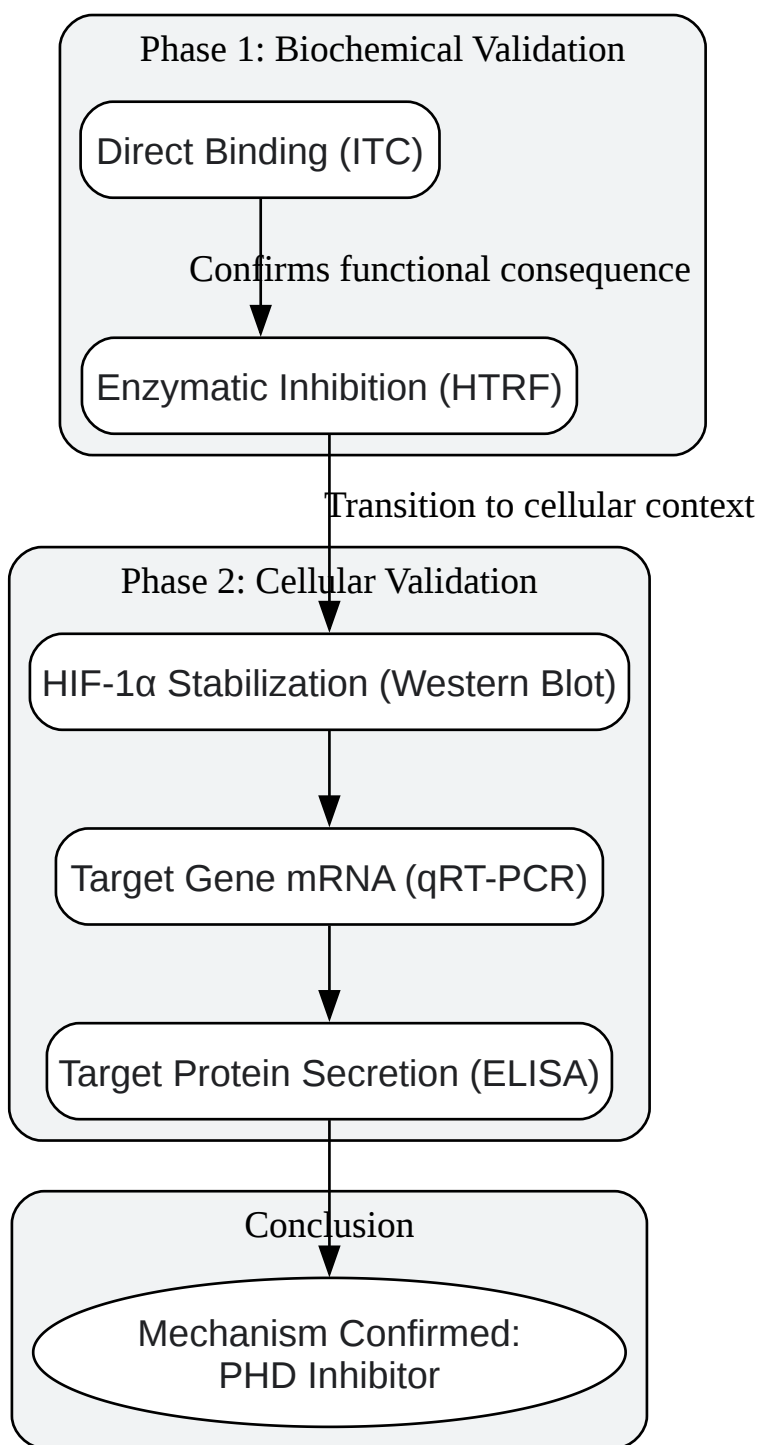 Phase 1: Biochemical Validation
Direct Binding (ITC)
Confirms functional consequence
Enzymatic Inhibition (HTRF)
Transition to cellular context
Phase 2: Cellular Validation
HIF-1α Stabilization (Western Blot)
Target Gene mRNA (qRT-PCR)
Target Protein Secretion (ELISA)
Conclusion
Mechanism Confirmed:
PHD Inhibitor